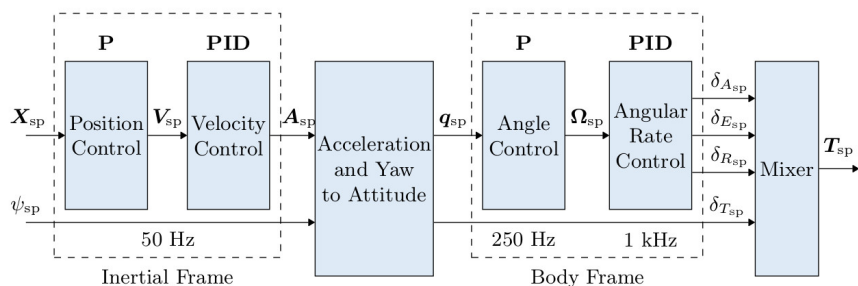 P
PID
P
PID
X_sp
Position
Control
V_sp
Velocity
Control
A_sp
Acceleration
and Yaw
to Attitude
q_sp
Angle
Control
Ω_sp
Angular
Rate
Control
δ_A_sp
δ_E_sp
δ_R_sp
Mixer
T_sp
ψ_sp
δ_T_sp
50 Hz
250 Hz
1 kHz
Inertial Frame
Body Frame